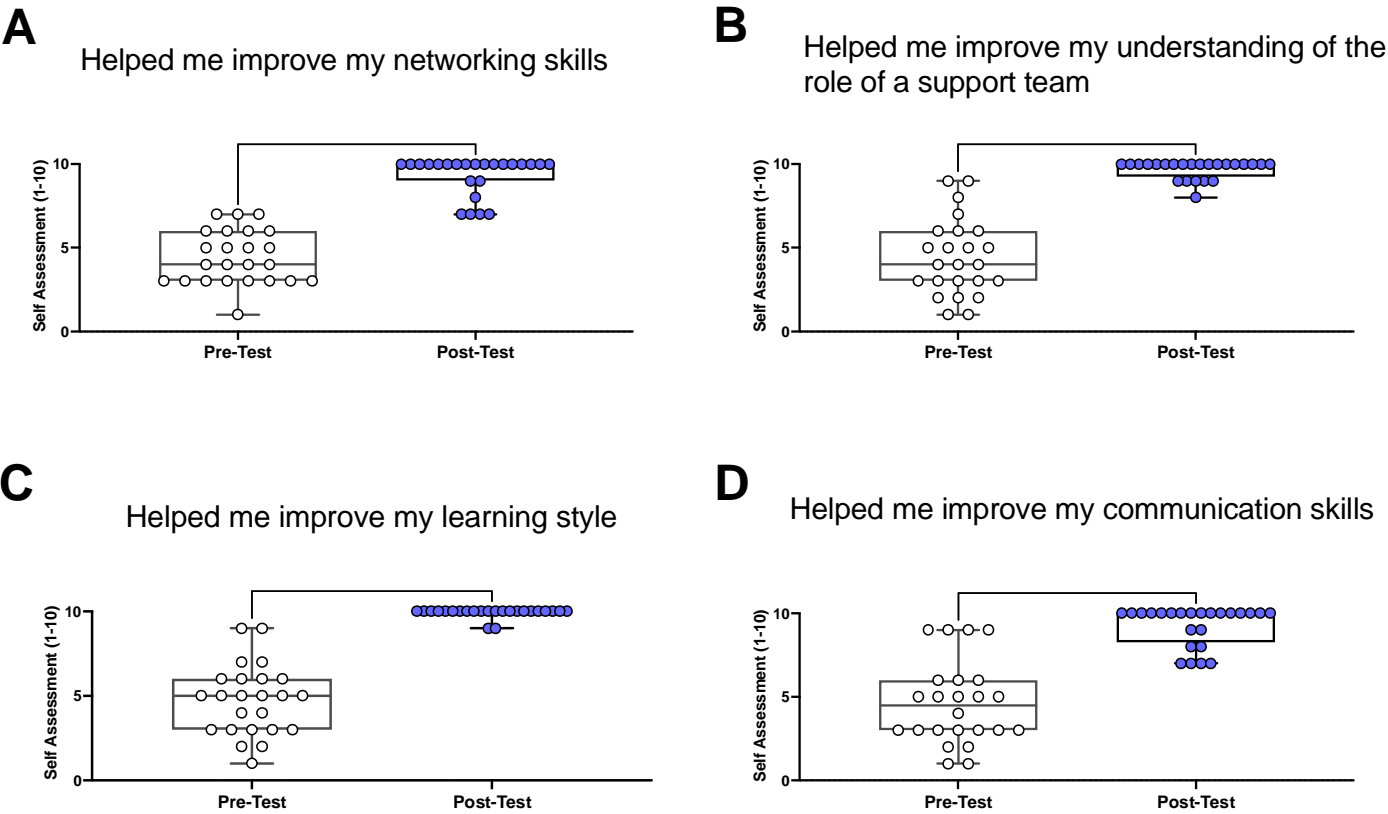 A
Helped me improve my networking skills
Self Assessment (1-10)
10
5
0
Pre-Test
Post-Test
B
Helped me improve my understanding of the
role of a support team
Self Assessment (1-10)
10
5
0
Pre-Test
Post-Test
C
Helped me improve my learning style
Self Assessment (1-10)
10
5
0
Pre-Test
Post-Test
D
Helped me improve my communication skills
Self Assessment (1-10)
10
5
0
Pre-Test
Post-Test